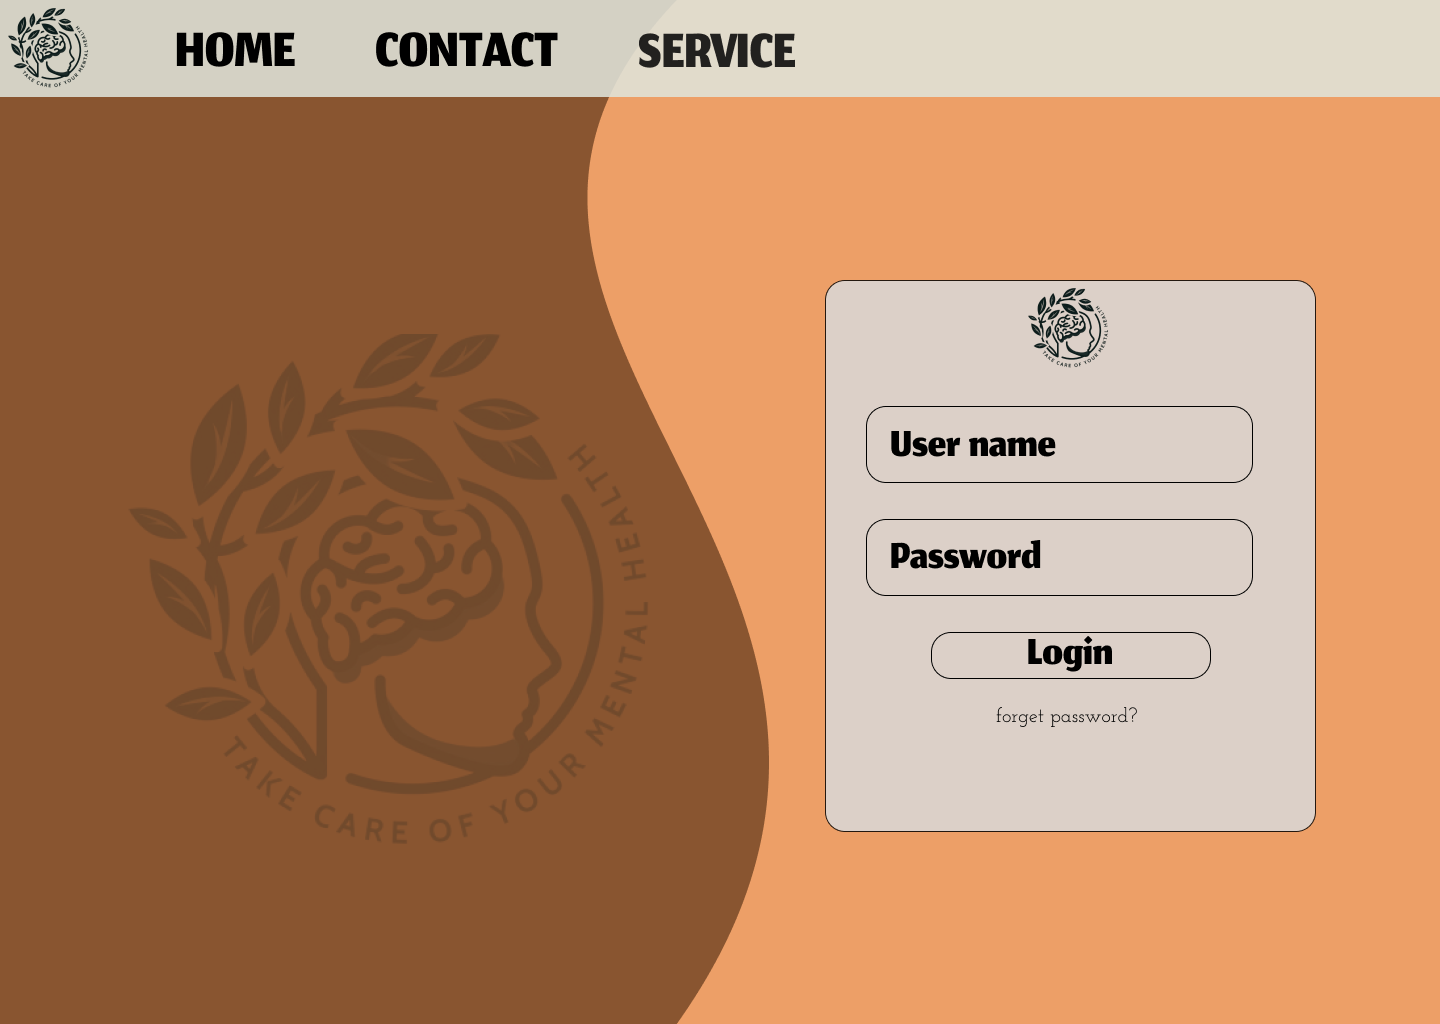 TAKE CARE OF YOUR MENTAL HEALTH
HOME
CONTACT
SERVICE
TAKE CARE OF YOUR MENTAL HEALTH
User name
Password
Login
forget password?
TAKE CARE OF YOUR MENTAL HEALTH